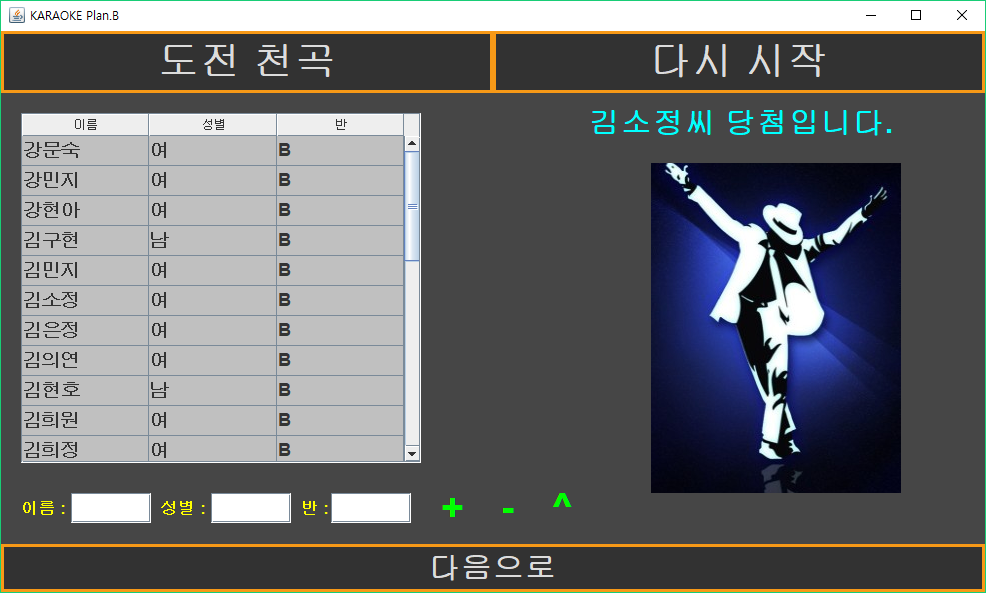 KARAOKE Plan.B
도전 천곡 다시 시작
김소정씨 당첨입니다.
이름 성별 반
강문숙 여 B
강민지 여 B
강현아 여 B
김구현 남 B
김민지 여 B
김소정 여 B
김은정 여 B
김의연 여 B
김현호 남 B
김희원 여 B
김희정 여 B
이름 : 성별 : 반 : + - ^
다음으로